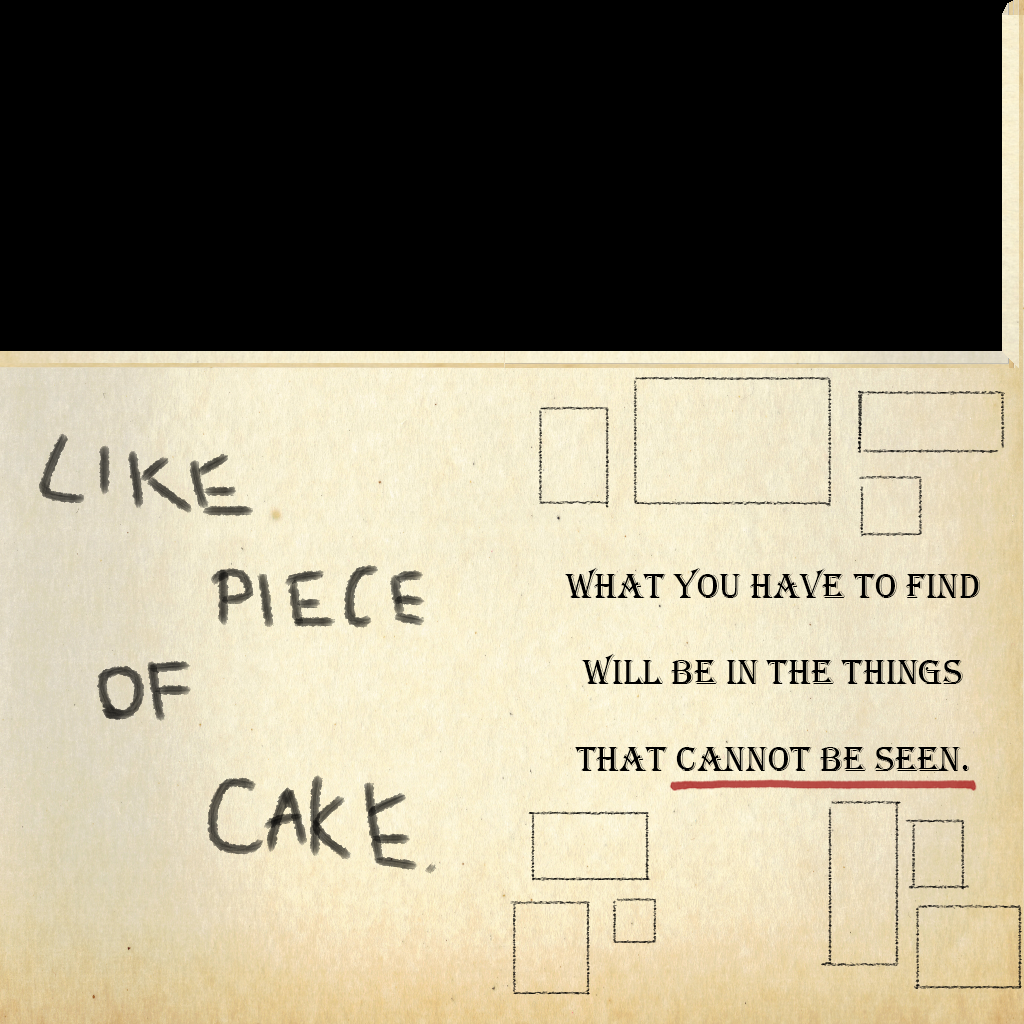 LIKE
PIECE
OF
CAKE.
WHAT YOU HAVE TO FIND
WILL BE IN THE THINGS
THAT CANNOT BE SEEN.